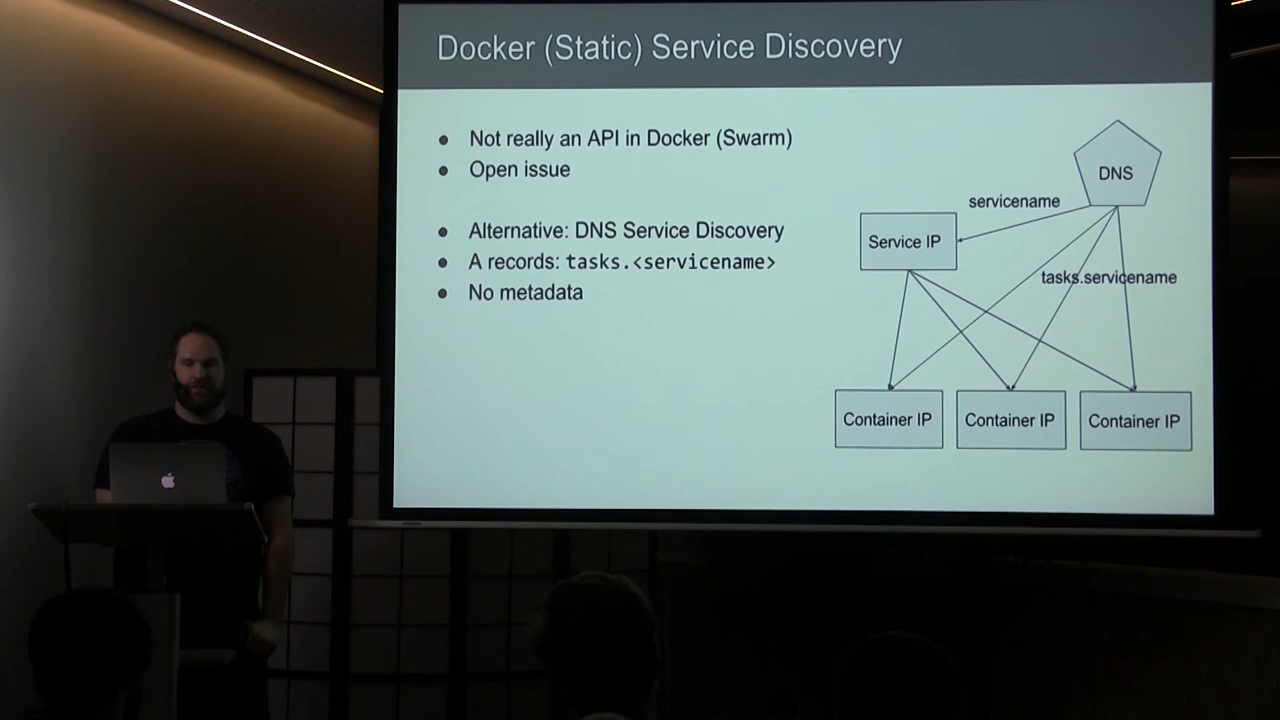 Docker (Static) Service Discovery
Not really an API in Docker (Swarm)
Open issue
Alternative: DNS Service Discovery
A records: tasks.<servicename>
No metadata
DNS
servicename
Service IP
tasks.servicename
Container IP
Container IP
Container IP